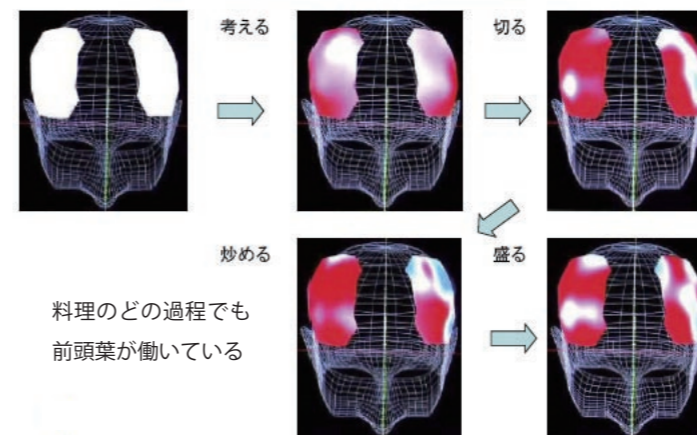 考える
切る
炒める
盛る
料理のどの過程でも
前頭葉が働いている